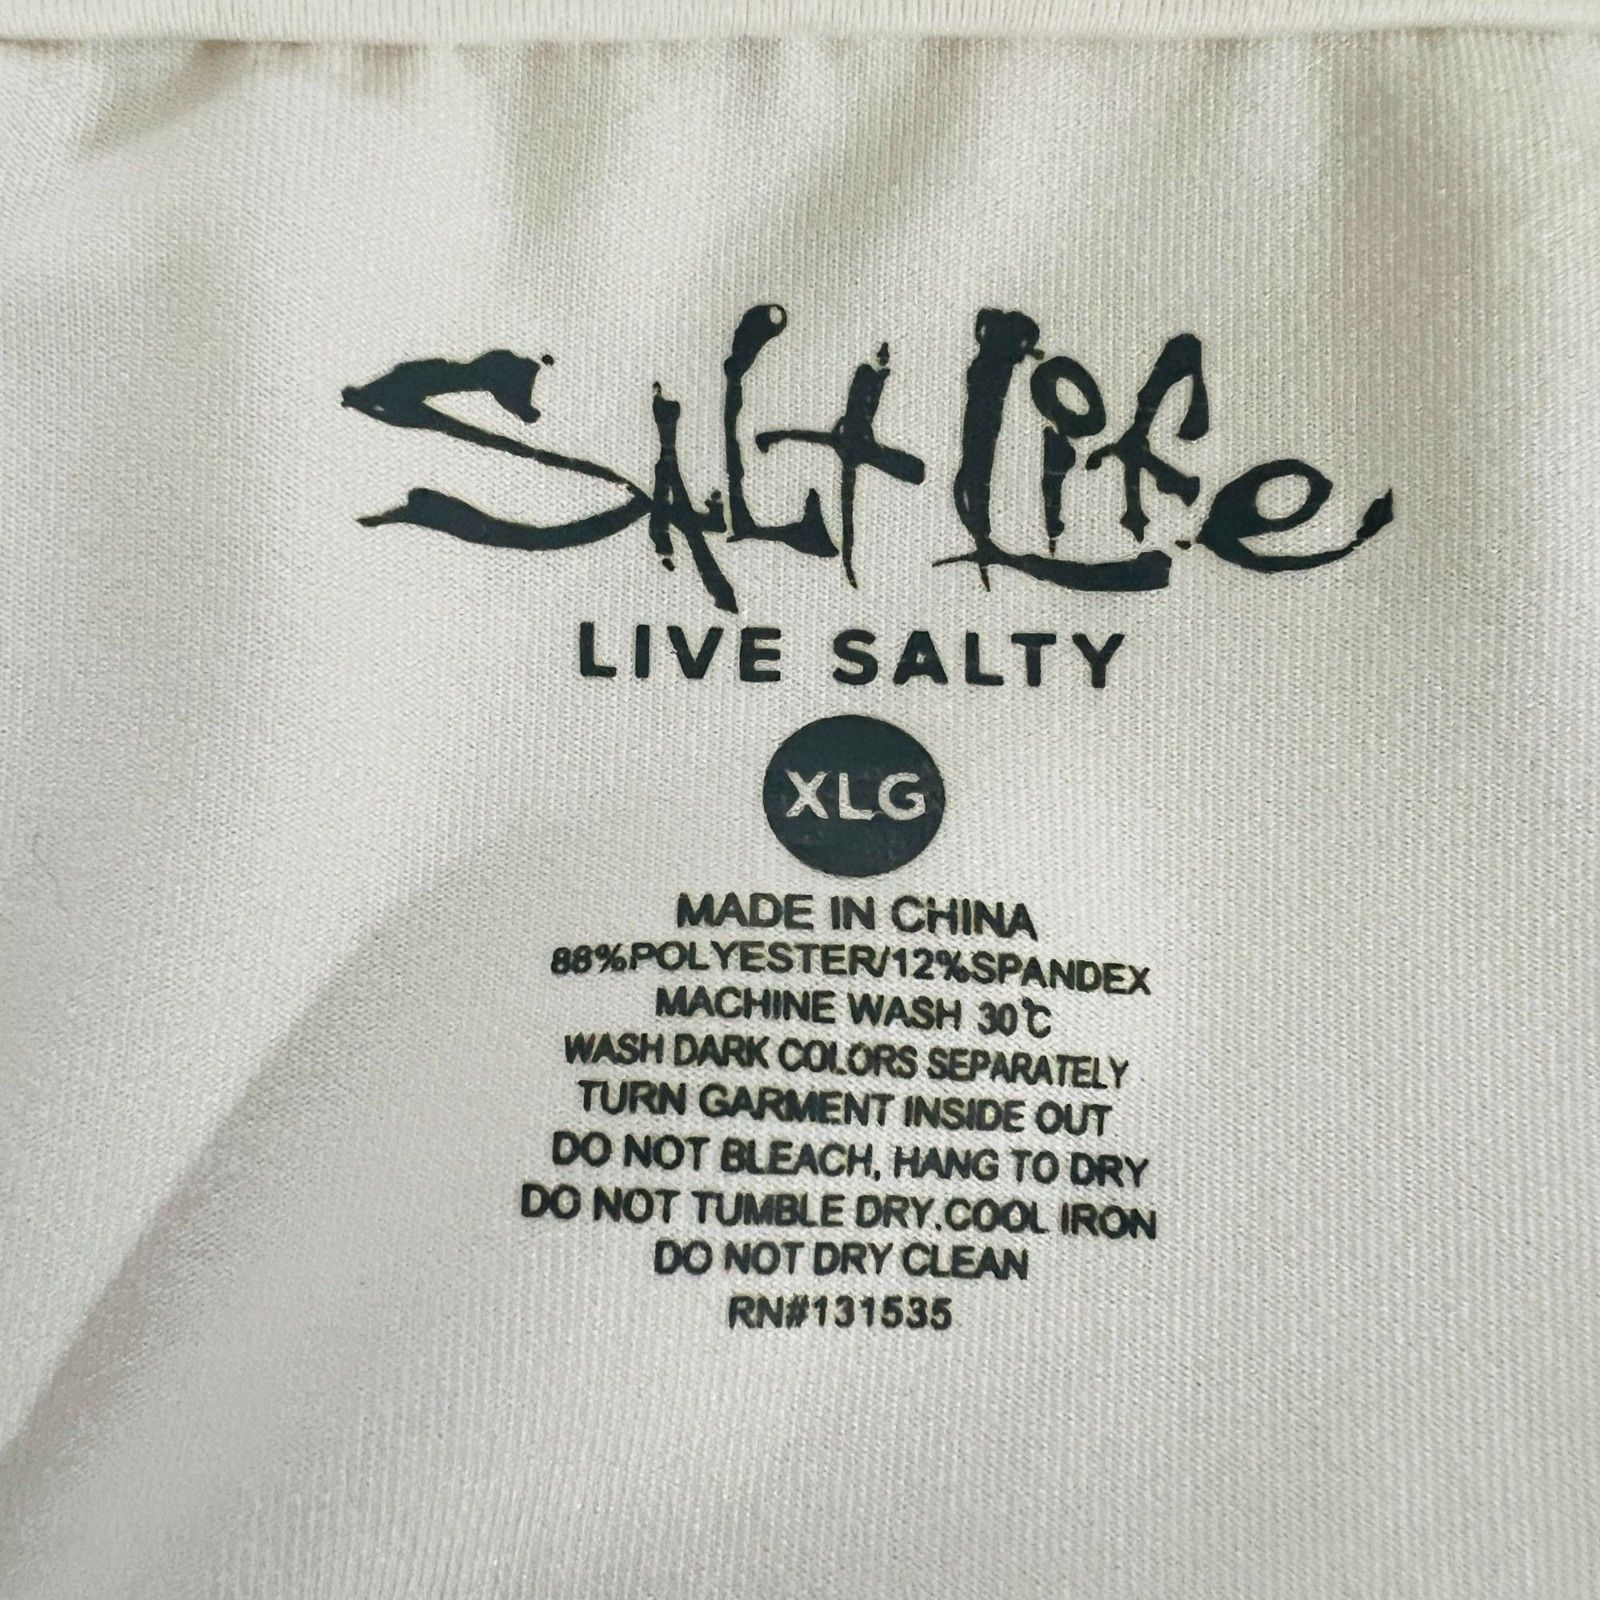 Salt Life
LIVE SALTY
XLG
MADE IN CHINA
88%POLYESTER/12%SPANDEX
MACHINE WASH 30℃
WASH DARK COLORS SEPARATELY
TURN GARMENT INSIDE OUT
DO NOT BLEACH, HANG TO DRY
DO NOT TUMBLE DRY.COOL IRON
DO NOT DRY CLEAN
RN#131535